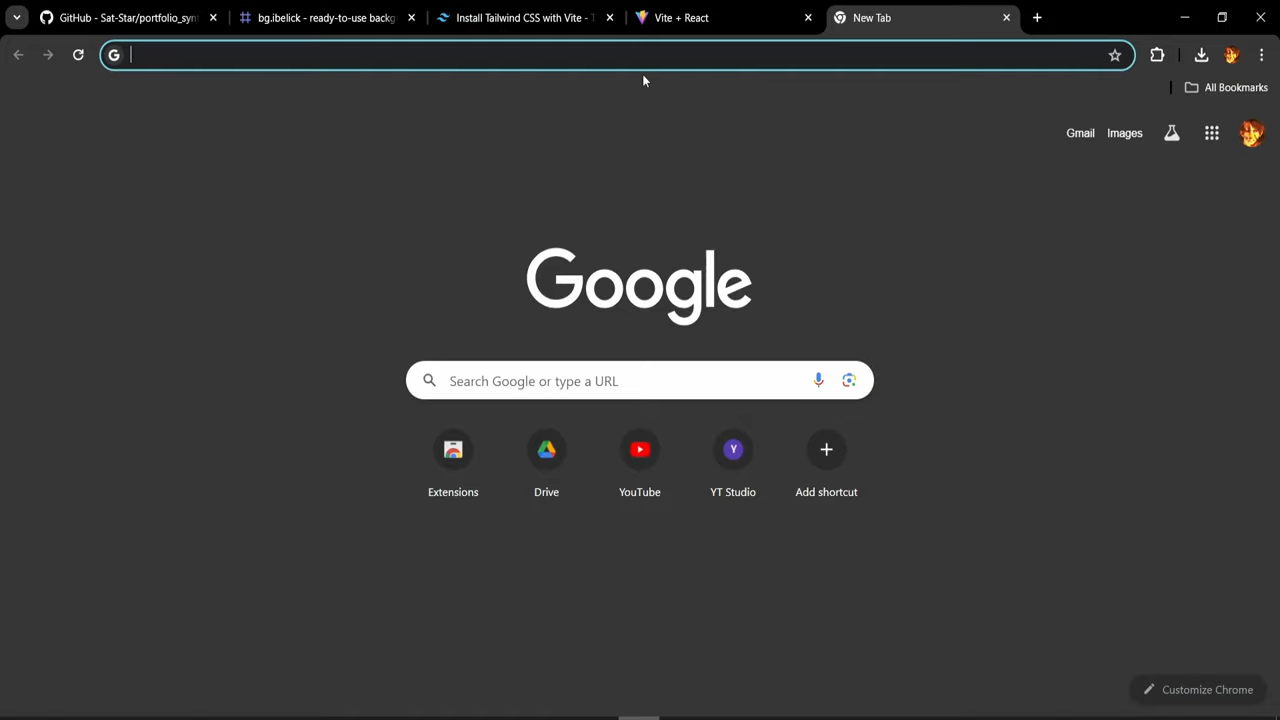 GitHub - Sat-Star/portfolio_syn
bg.ibelick - ready-to-use backg
Install Tailwind CSS with Vite - T
Vite + React
New Tab
All Bookmarks
Gmail
Images
Google
Search Google or type a URL
Y
Extensions
Drive
YouTube
YT Studio
Add shortcut
Customize Chrome